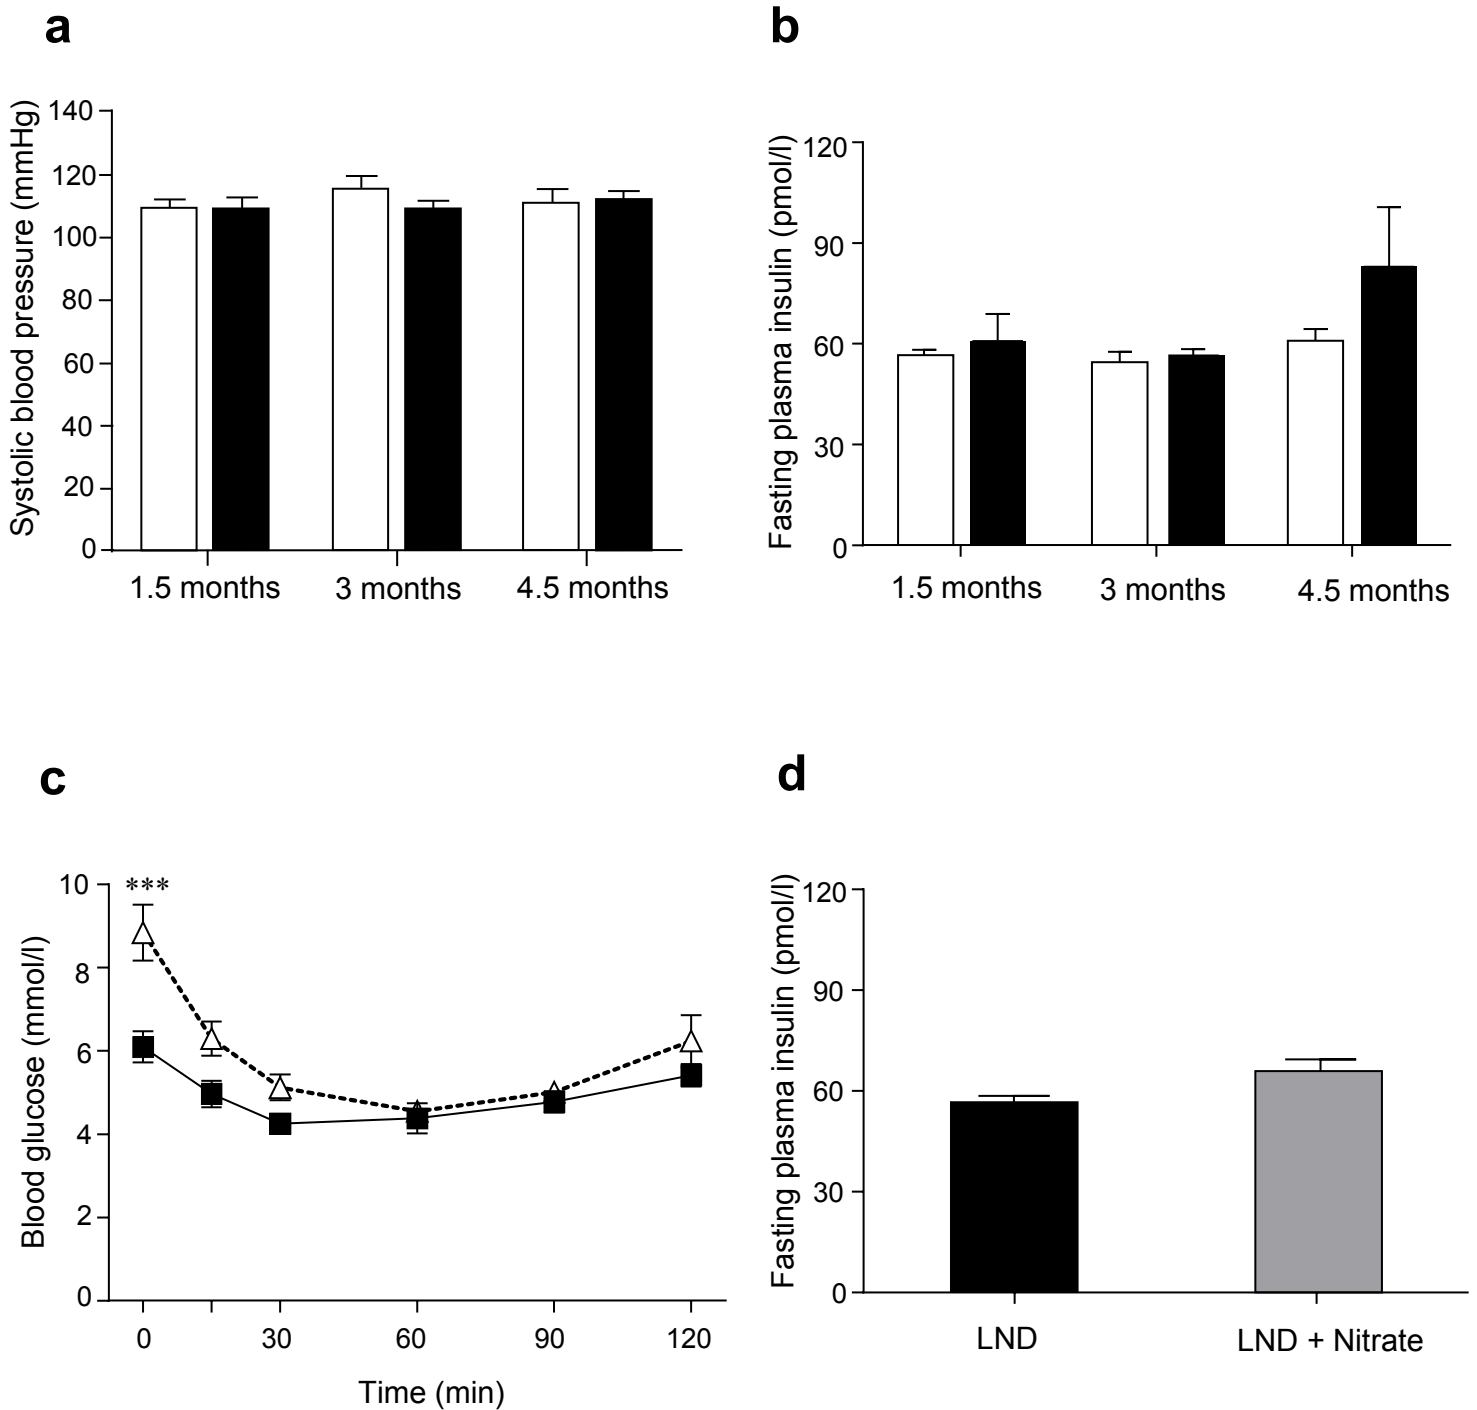 a
Systolic blood pressure (mmHg)
140
120
100
80
60
40
20
0
1.5 months
3 months
4.5 months
b
Fasting plasma insulin (pmol/l)
120
90
60
30
0
1.5 months
3 months
4.5 months
c
Blood glucose (mmol/l)
10
8
6
4
2
0
***
0
30
60
90
120
Time (min)
d
Fasting plasma insulin (pmol/l)
120
90
60
30
0
LND
LND + Nitrate